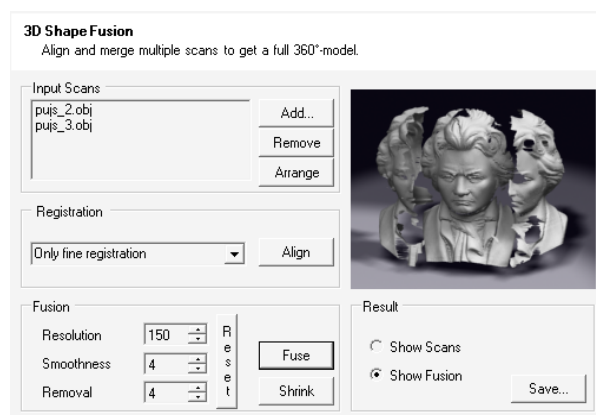 3D Shape Fusion
Align and merge multiple scans to get a full 360°-model.
Input Scans
pujs_2.obj
pujs_3.obj
Add...
Remove
Arrange
Registration
Only fine registration
Align
Fusion
Resolution 150
Smoothness 4
Removal 4
Reset
Fuse
Shrink
Result
Show Scans
Show Fusion
Save...